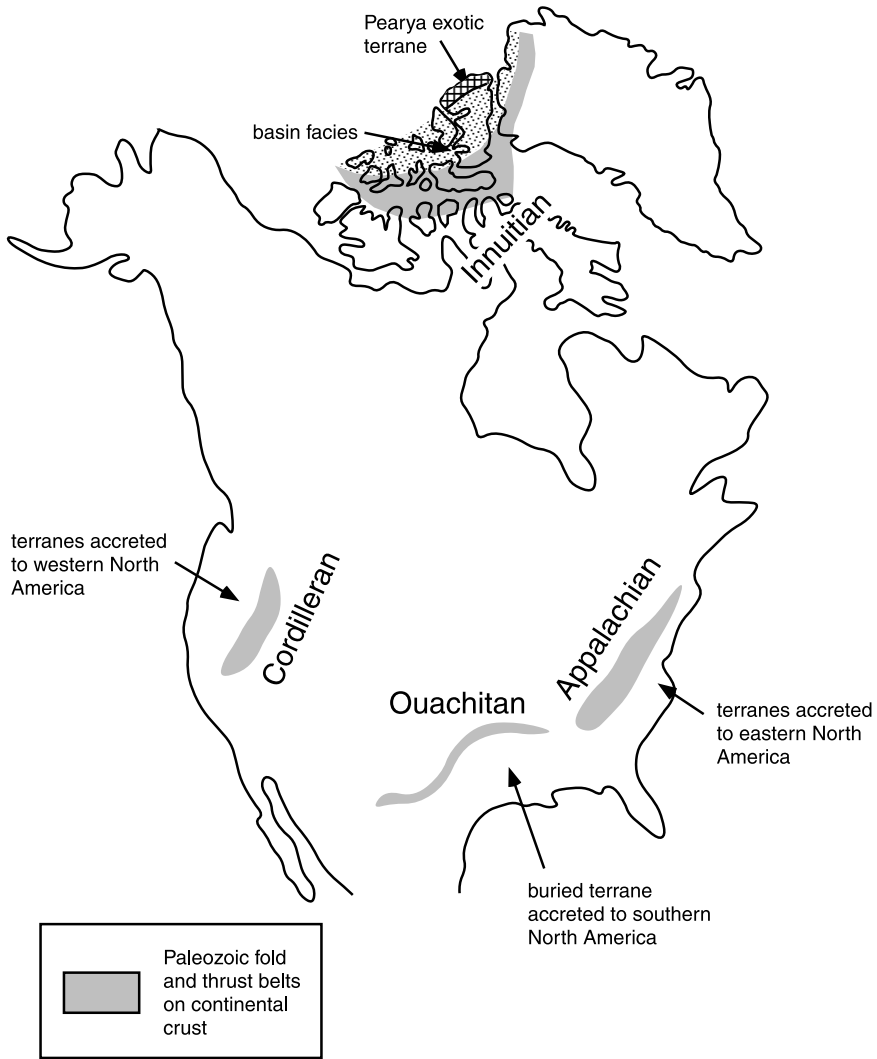 Pearya exotic
terrane
basin facies
Innuitian
terranes accreted
to western North
America
Cordilleran
Appalachian
Ouachitan
terranes accreted
to eastern North
America
buried terrane
accreted to southern
North America
Paleozoic fold
and thrust belts
on continental
crust